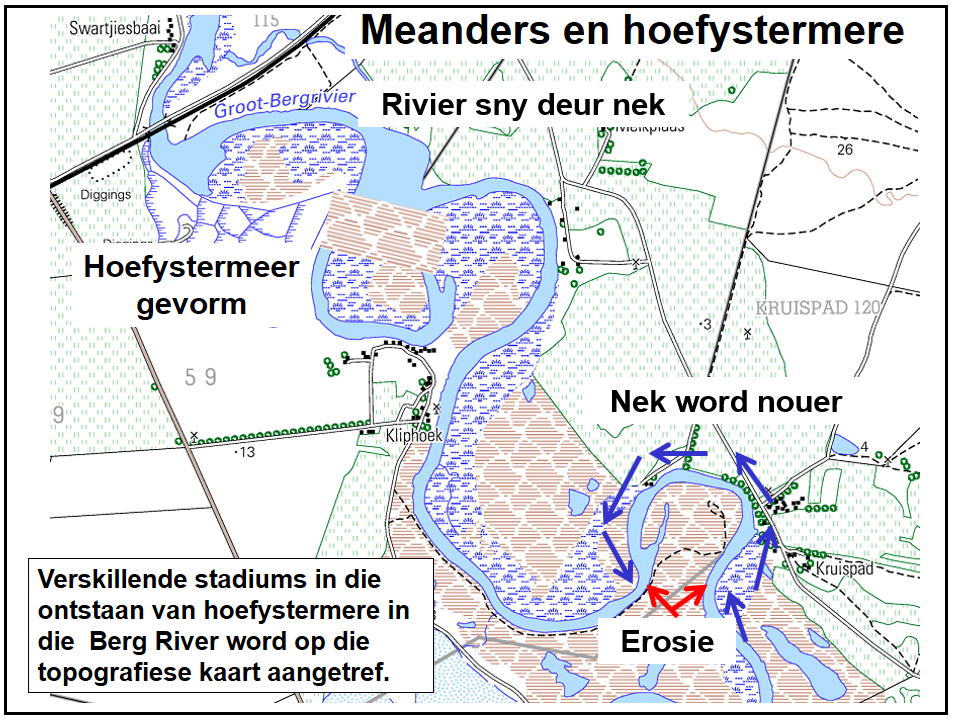 Meanders en hoefystermere
115
Swartjiesbaai
Groot-Bergrivier
Rivier sny deur nek
26
Diggings
Hoefystermeer
gevorm
KRUISPAD 120
·3
59
9
Nek word nouer
Kliphoek
·13
4
Kruispad
Verskillende stadiums in die
ontstaan van hoefystermere in
die Berg River word op die
topografiese kaart aangetref.
Erosie